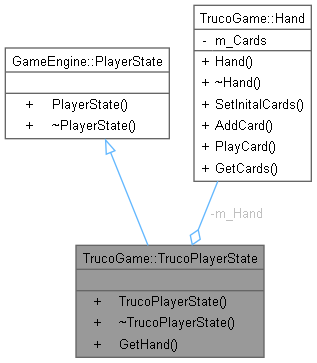 TrucoGame::Hand
- m_Cards
+ Hand()
+ ~Hand()
+ SetInitalCards()
+ AddCard()
+ PlayCard()
+ GetCards()
GameEngine::PlayerState
+ PlayerState()
+ ~PlayerState()
-m_Hand
TrucoGame::TrucoPlayerState
+ TrucoPlayerState()
+ ~TrucoPlayerState()
+ GetHand()